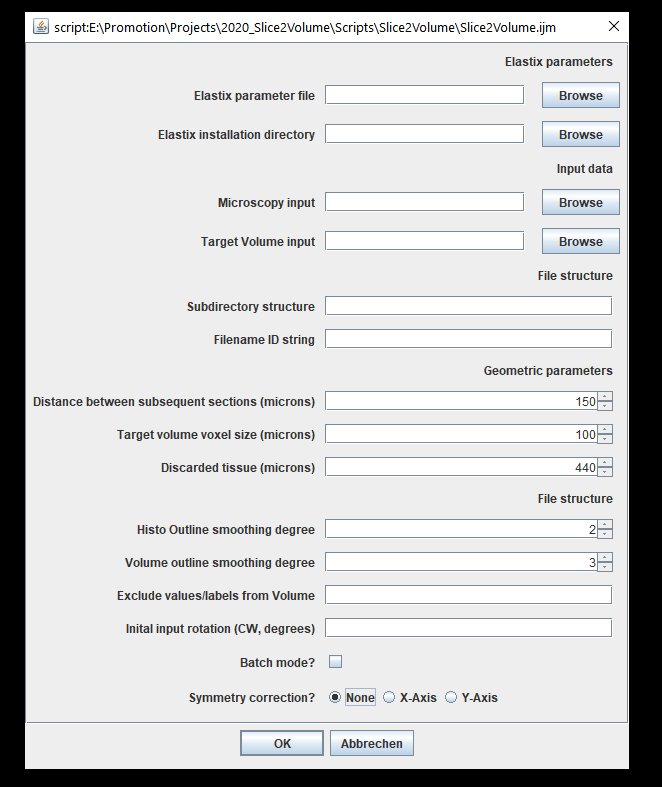 script:E:\Promotion\Projects\2020_Slice2Volume\Scripts\Slice2Volume\Slice2Volume.ijm
Elastix parameters
Elastix parameter file Browse
Elastix installation directory Browse
Input data
Microscopy input Browse
Target Volume input Browse
File structure
Subdirectory structure
Filename ID string
Geometric parameters
Distance between subsequent sections (microns) 150
Target volume voxel size (microns) 100
Discarded tissue (microns) 440
File structure
Histo Outline smoothing degree 2
Volume outline smoothing degree 3
Exclude values/labels from Volume
Inital input rotation (CW, degrees)
Batch mode?
Symmetry correction? None X-Axis Y-Axis
OK Abbrechen